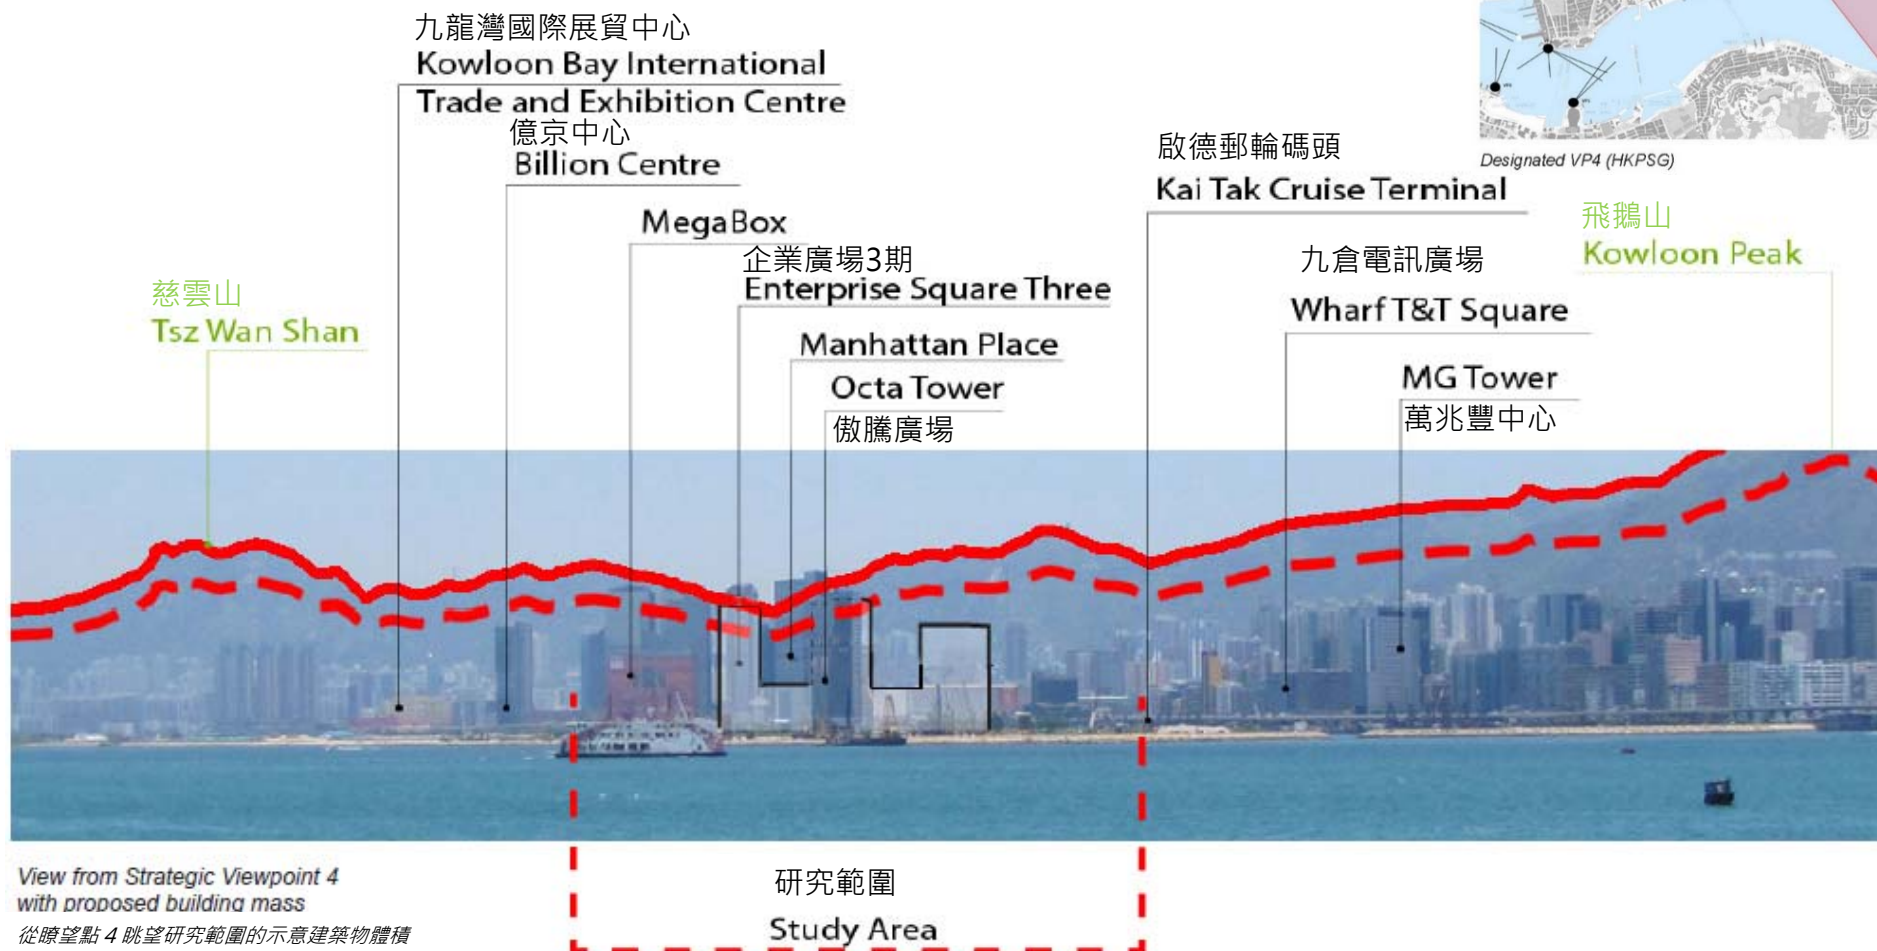 九龍灣國際展貿中心
Kowloon Bay International
Trade and Exhibition Centre
億京中心
Billion Centre
MegaBox
企業廣場3期
Enterprise Square Three
Manhattan Place
Octa Tower
傲騰廣場
慈雲山
Tsz Wan Shan
啟德郵輪碼頭
Kai Tak Cruise Terminal
九倉電訊廣場
Wharf T&T Square
MG Tower
萬兆豐中心
Designated VP4 (HKPSG)
飛鵝山
Kowloon Peak
View from Strategic Viewpoint 4
with proposed building mass
從瞭望點 4 眺望研究範圍的示意建築物體積
研究範圍
Study Area